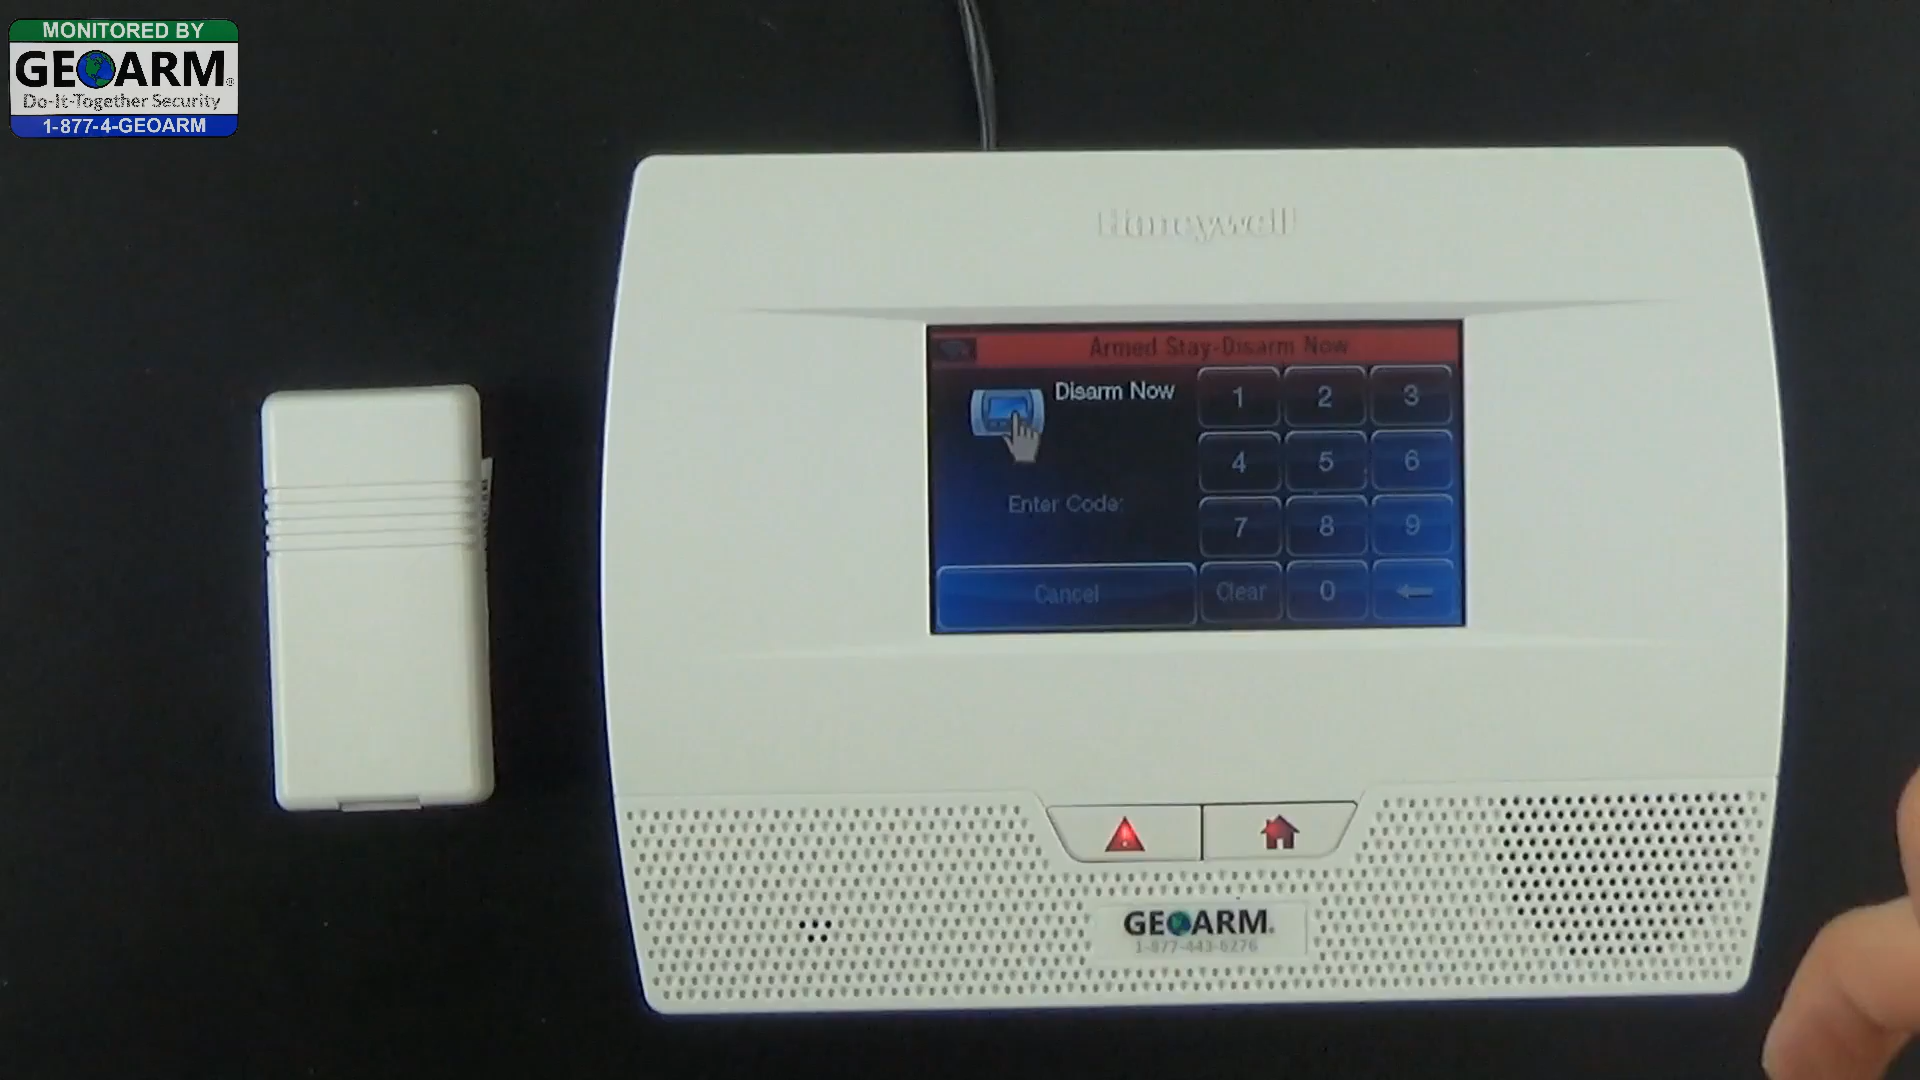 MONITORED BY
GEOARM®
Do-It-Together Security
1-877-4-GEOARM
Honeywell
Armed Stay-Disarm Now
Disarm Now
1 2 3
4 5 6
Enter Code:
7 8 9
Cancel Clear 0
GEOARM®
1-877-443-6276